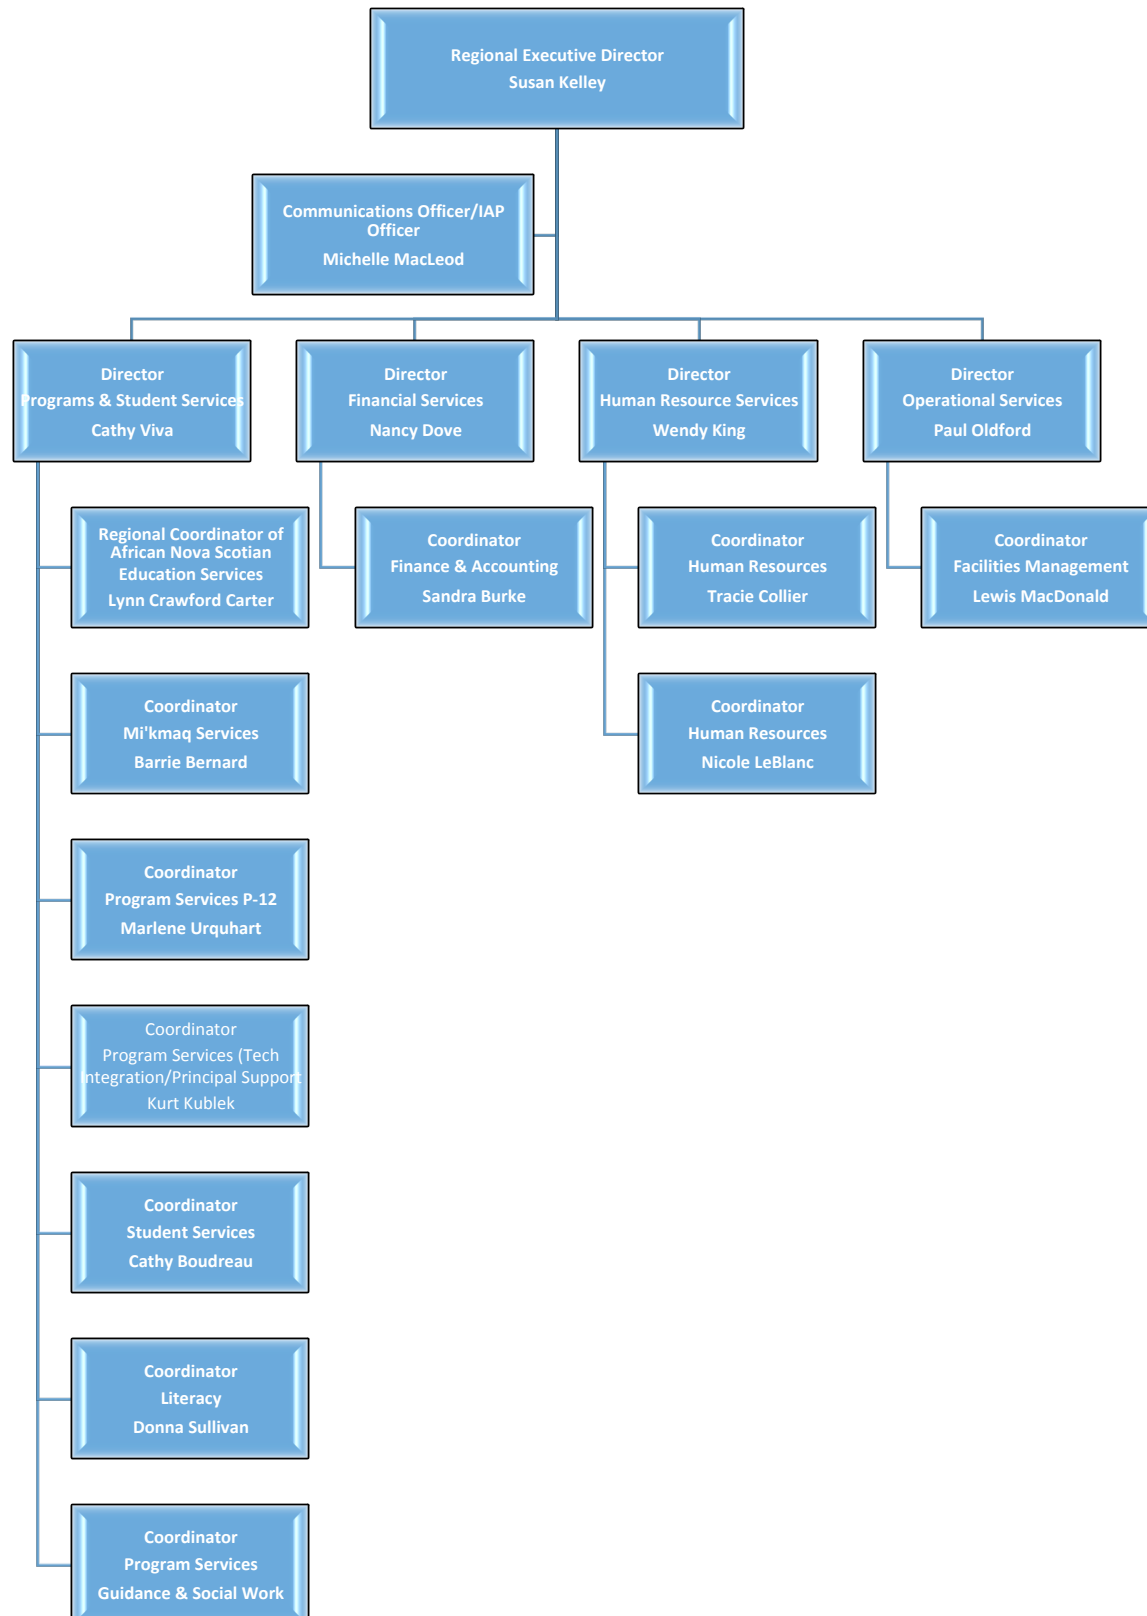 Regional Executive Director
Susan Kelley
Communications Officer/IAP
Officer
Michelle MacLeod
Director
Programs & Student Services
Cathy Viva
Director
Financial Services
Nancy Dove
Director
Human Resource Services
Wendy King
Director
Operational Services
Paul Oldford
Regional Coordinator of
African Nova Scotian
Education Services
Lynn Crawford Carter
Coordinator
Finance & Accounting
Sandra Burke
Coordinator
Human Resources
Tracie Collier
Coordinator
Facilities Management
Lewis MacDonald
Coordinator
Mi'kmaq Services
Barrie Bernard
Coordinator
Human Resources
Nicole LeBlanc
Coordinator
Program Services P-12
Marlene Urquhart
Coordinator
Program Services (Tech
Integration/Principal Support
Kurt Kublek
Coordinator
Student Services
Cathy Boudreau
Coordinator
Literacy
Donna Sullivan
Coordinator
Program Services
Guidance & Social Work